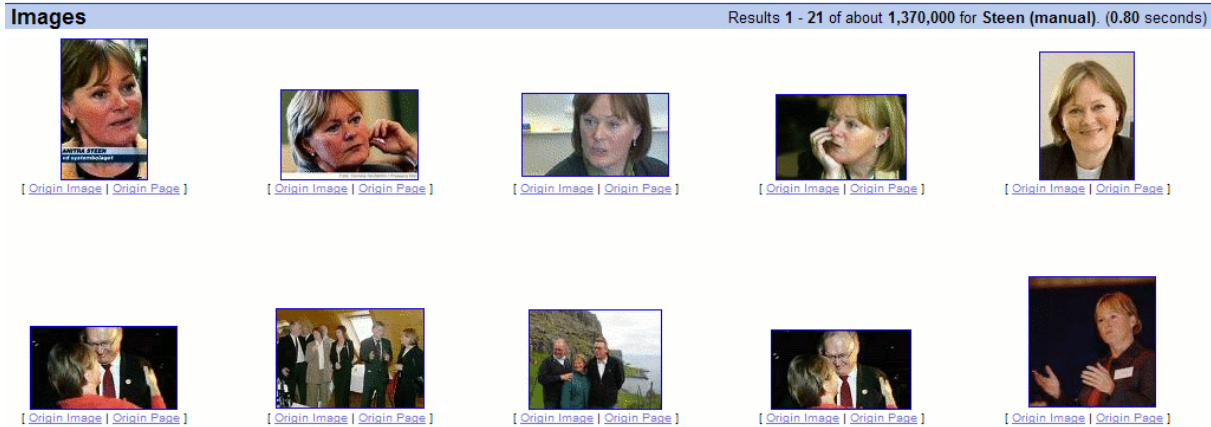 Images
Results 1 - 21 of about 1,370,000 for Steen (manual). (0.80 seconds)
ANITRA STEEN
vd systembolaget
[ Origin Image | Origin Page ]
[ Origin Image | Origin Page ]
[ Origin Image | Origin Page ]
[ Origin Image | Origin Page ]
[ Origin Image | Origin Page ]
[ Origin Image | Origin Page ]
[ Origin Image | Origin Page ]
[ Origin Image | Origin Page ]
[ Origin Image | Origin Page ]
[ Origin Image | Origin Page ]